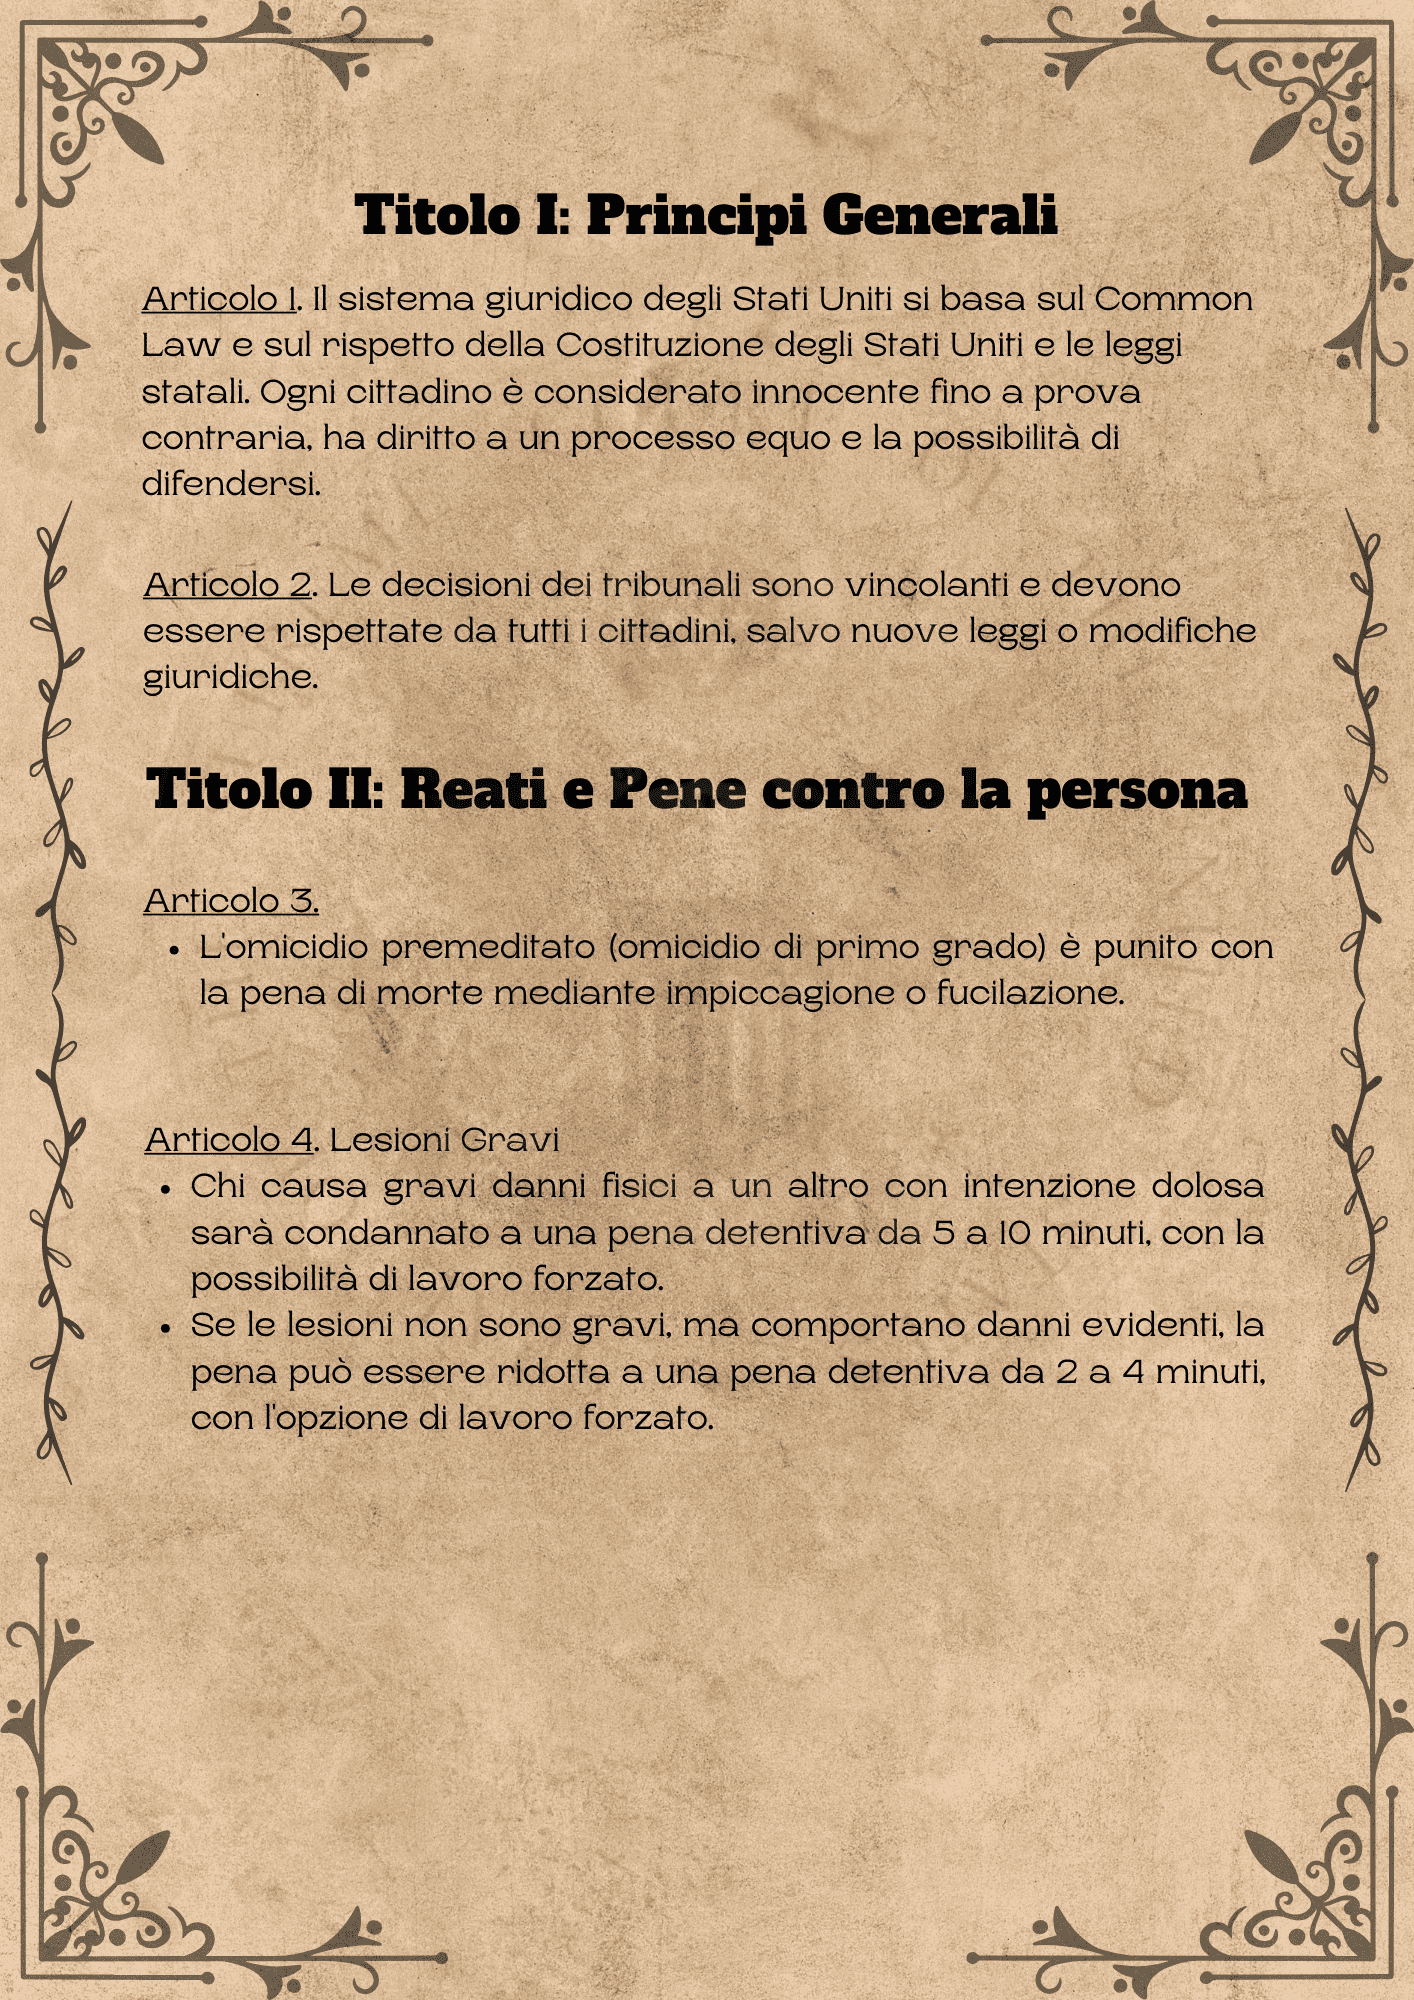 Titolo I: Principi Generali
Articolo 1. Il sistema giuridico degli Stati Uniti si basa sul Common
Law e sul rispetto della Costituzione degli Stati Uniti e le leggi
statali. Ogni cittadino è considerato innocente fino a prova
contraria, ha diritto a un processo equo e la possibilità di
difendersi.
Articolo 2. Le decisioni dei tribunali sono vincolanti e devono
essere rispettate da tutti i cittadini, salvo nuove leggi o modifiche
giuridiche.
Titolo II: Reati e Pene contro la persona
Articolo 3.
• L'omicidio premeditato (omicidio di primo grado) è punito con
la pena di morte mediante impiccagione o fucilazione.
Articolo 4. Lesioni Gravi
• Chi causa gravi danni fisici a un altro con intenzione dolosa
sarà condannato a una pena detentiva da 5 a 10 minuti, con la
possibilità di lavoro forzato.
• Se le lesioni non sono gravi, ma comportano danni evidenti, la
pena può essere ridotta a una pena detentiva da 2 a 4 minuti,
con l'opzione di lavoro forzato.